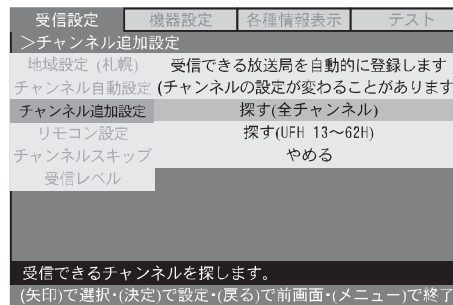 受信設定 機器設定 各種情報表示 テスト
＞チャンネル追加設定
地域設定 (札幌) 受信できる放送局を自動的に登録します
チャンネル自動設定 (チャンネルの設定が変わることがあります
チャンネル追加設定 探す(全チャンネル)
リモコン設定 探す(UFH 13〜62H)
チャンネルスキップ やめる
受信レベル
受信できるチャンネルを探します。
(矢印)で選択・(決定)で設定・(戻る)で前画面・(メニュー)で終了